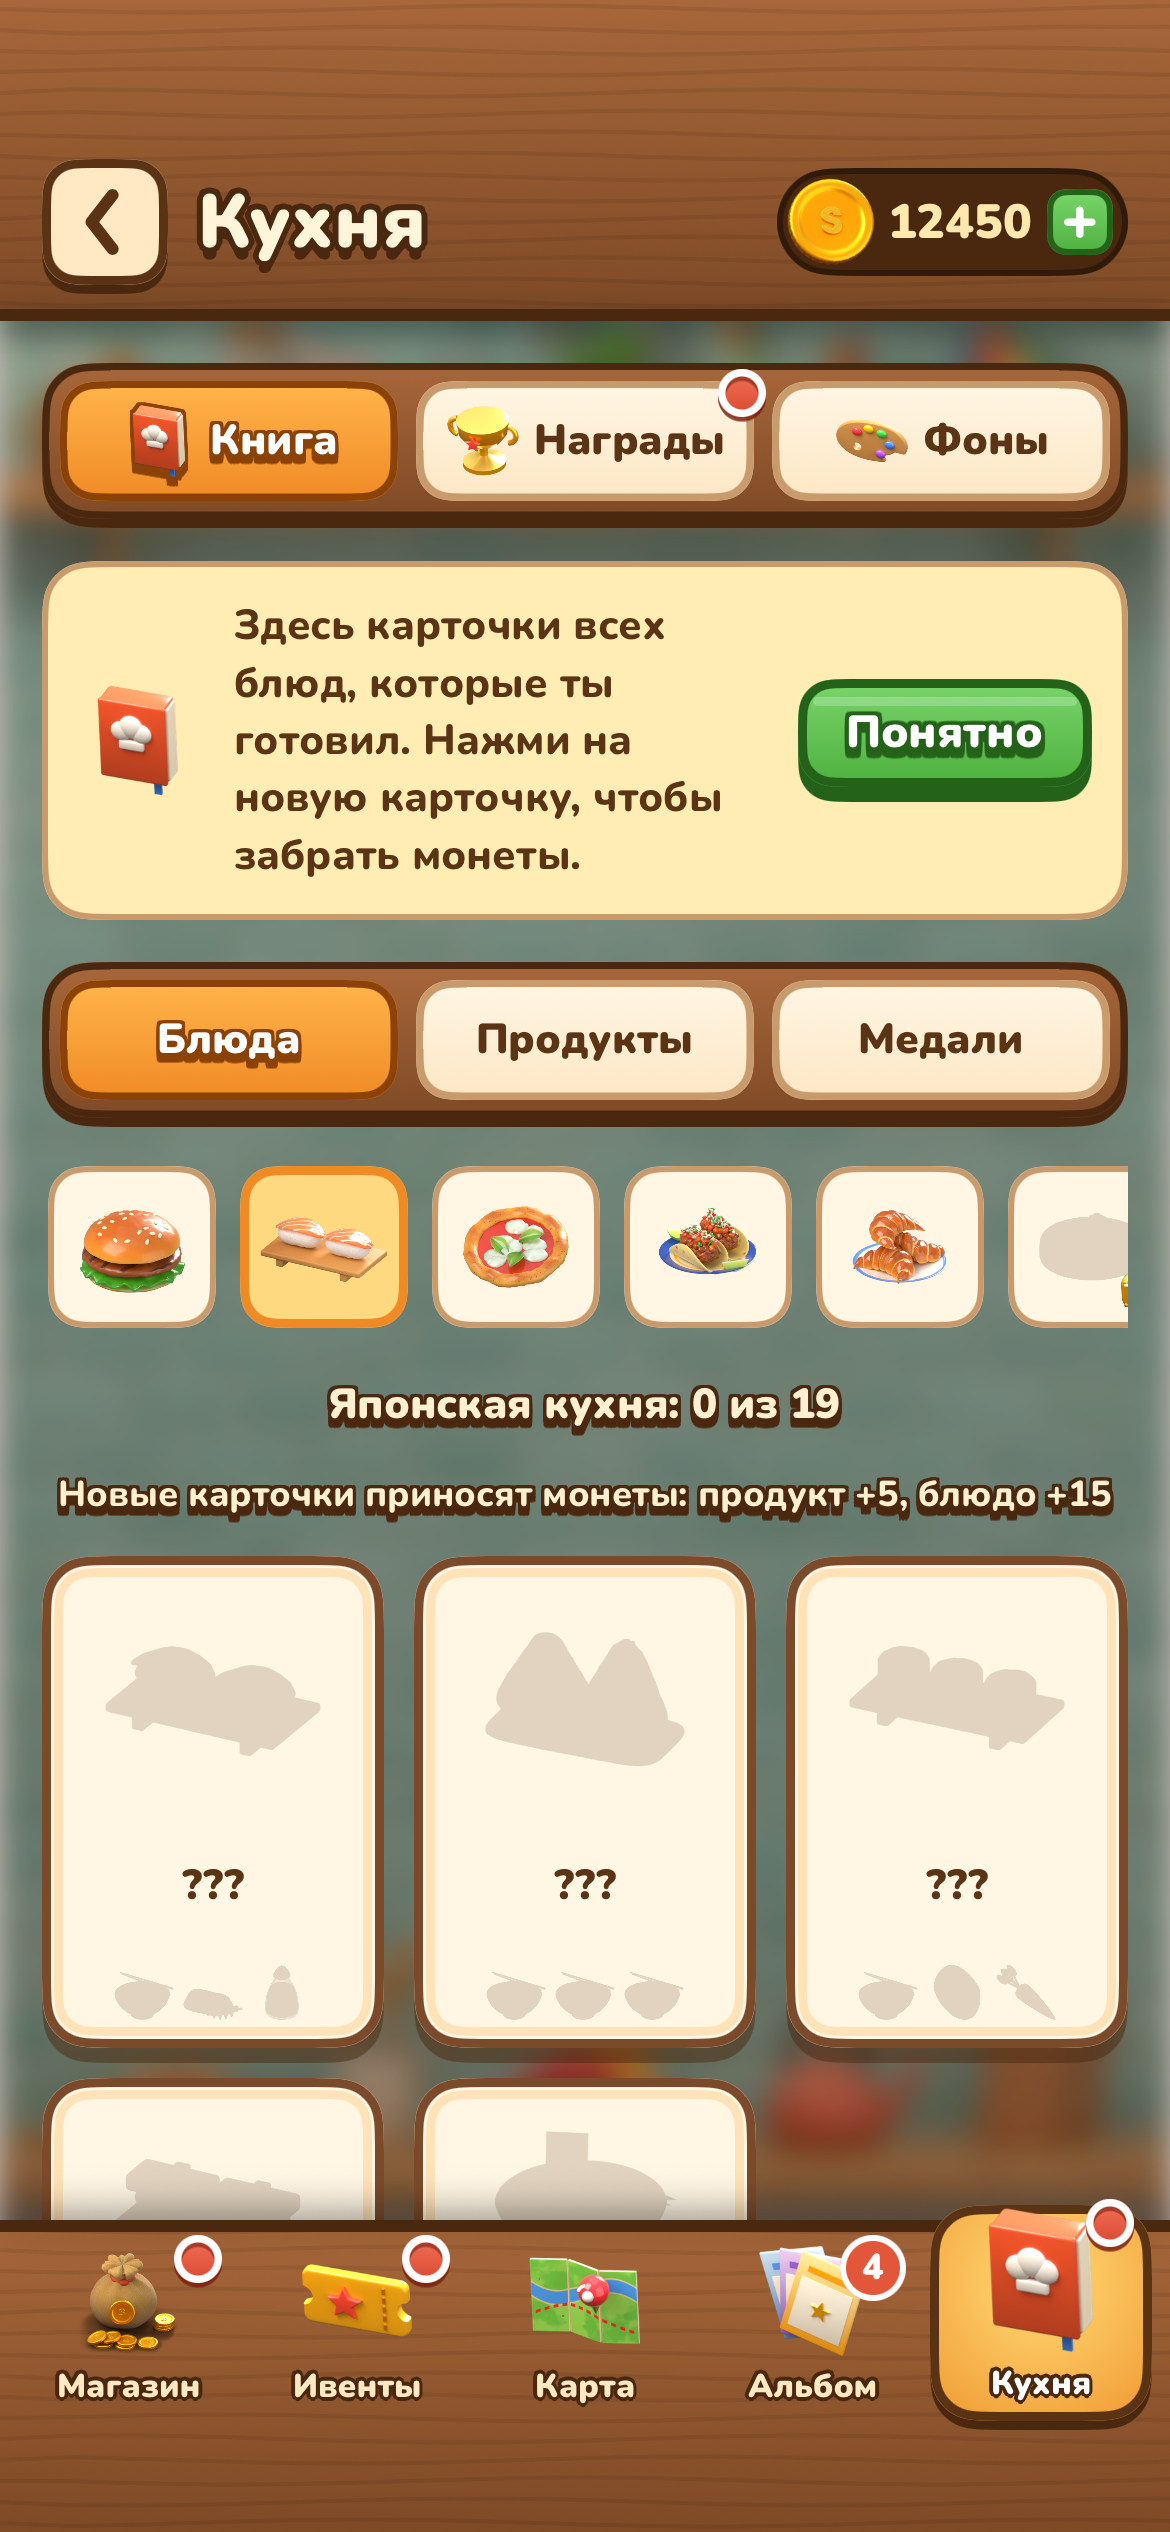 Кухня
12450
Книга
Награды
Фоны
Здесь карточки всех
блюд, которые ты
готовил. Нажми на
новую карточку, чтобы
забрать монеты.
Понятно
Блюда
Продукты
Медали
Японская кухня: 0 из 19
Новые карточки приносят монеты: продукт +5, блюдо +15
???
???
???
4
Магазин
Ивенты
Карта
Альбом
Кухня